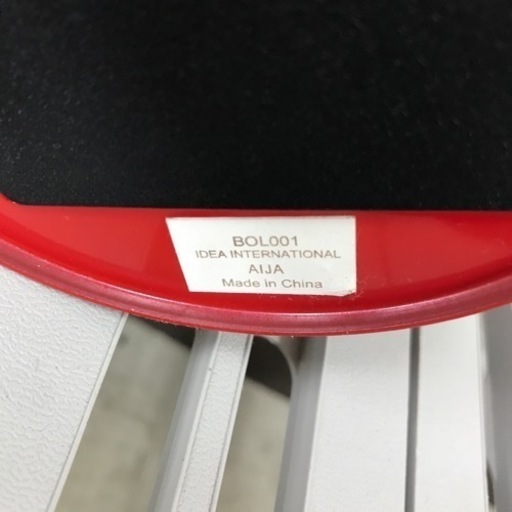 BOL001
IDEA INTERNATIONAL
AIJA
Made in China